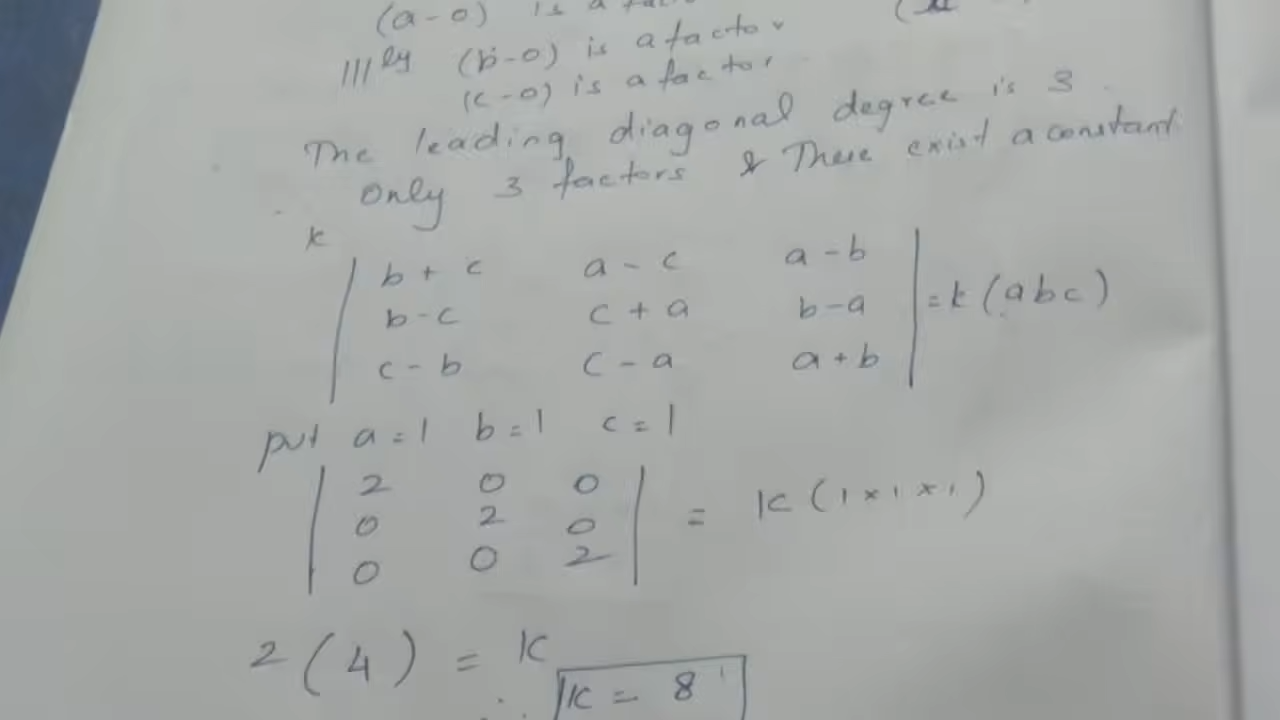 (a-0) is a
|||ly (b-0) is a factor
(c-0) is a factor
The leading diagonal degree is 3.
Only 3 factors & There exist a constant
k
| b + c a - c a - b |
| b - c c + a b - a | = k (abc)
| c - b c - a a + b |
put a = 1 b = 1 c = 1
| 2 0 0 |
| 0 2 0 | = k (1 × 1 × 1)
| 0 0 2 |
2 (4) = k
∴ k = 8